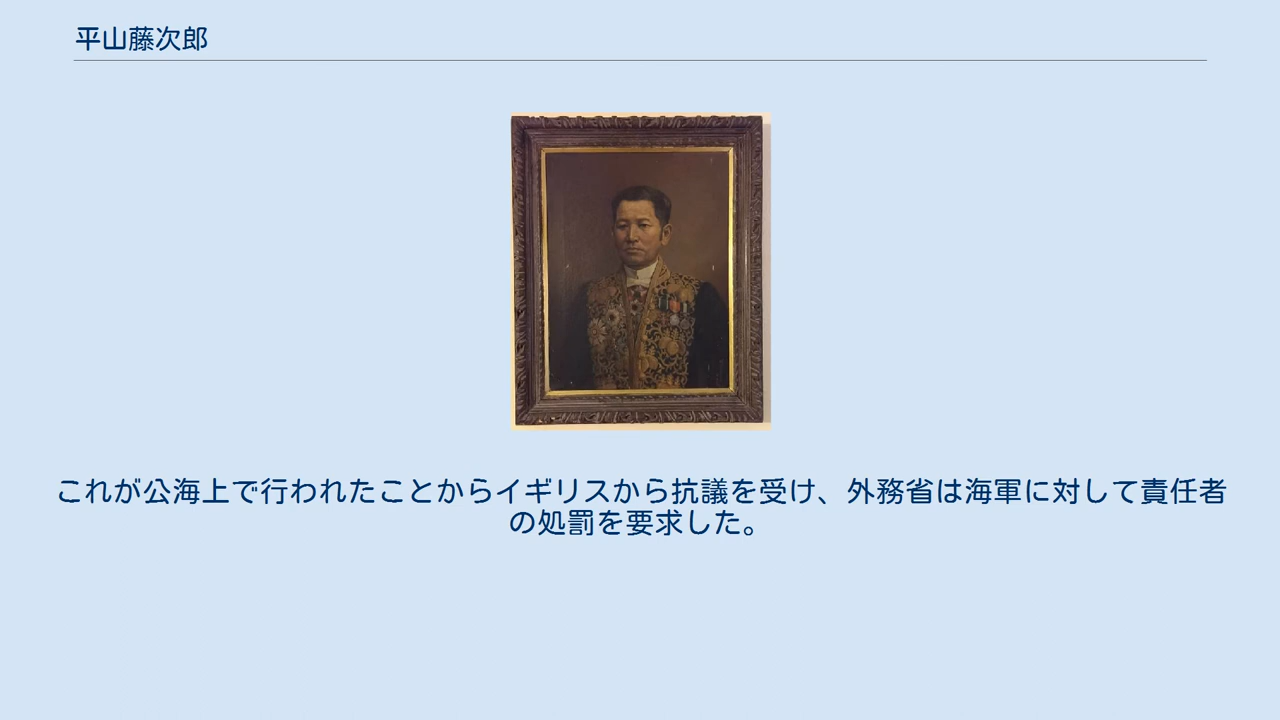 平山藤次郎
これが公海上で行われたことからイギリスから抗議を受け、外務省は海軍に対して責任者
の処罰を要求した。